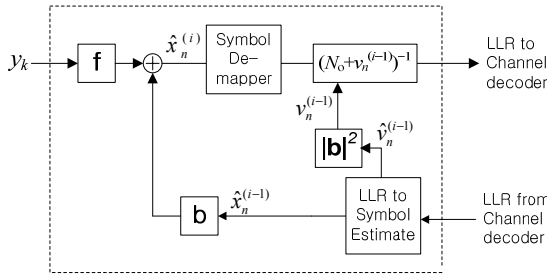 y_k
f
x̂_n^(i)
Symbol
De-
mapper
(N_o+v_n^(i-1))^-1
LLR to
Channel
decoder
v_n^(i-1)
v̂_n^(i-1)
|b|^2
b
x̂_n^(i-1)
LLR to
Symbol
Estimate
LLR from
Channel
decoder